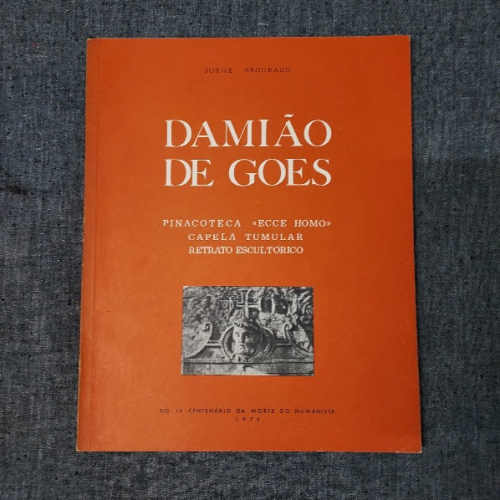 JORGE SEGURADO
DAMIÃO
DE GOES
PINACOTECA «ECCE HOMO»
CAPELA TUMULAR
RETRATO ESCULTÓRICO
NO IV CENTENÁRIO DA MORTE DO HUMANISTA
1974